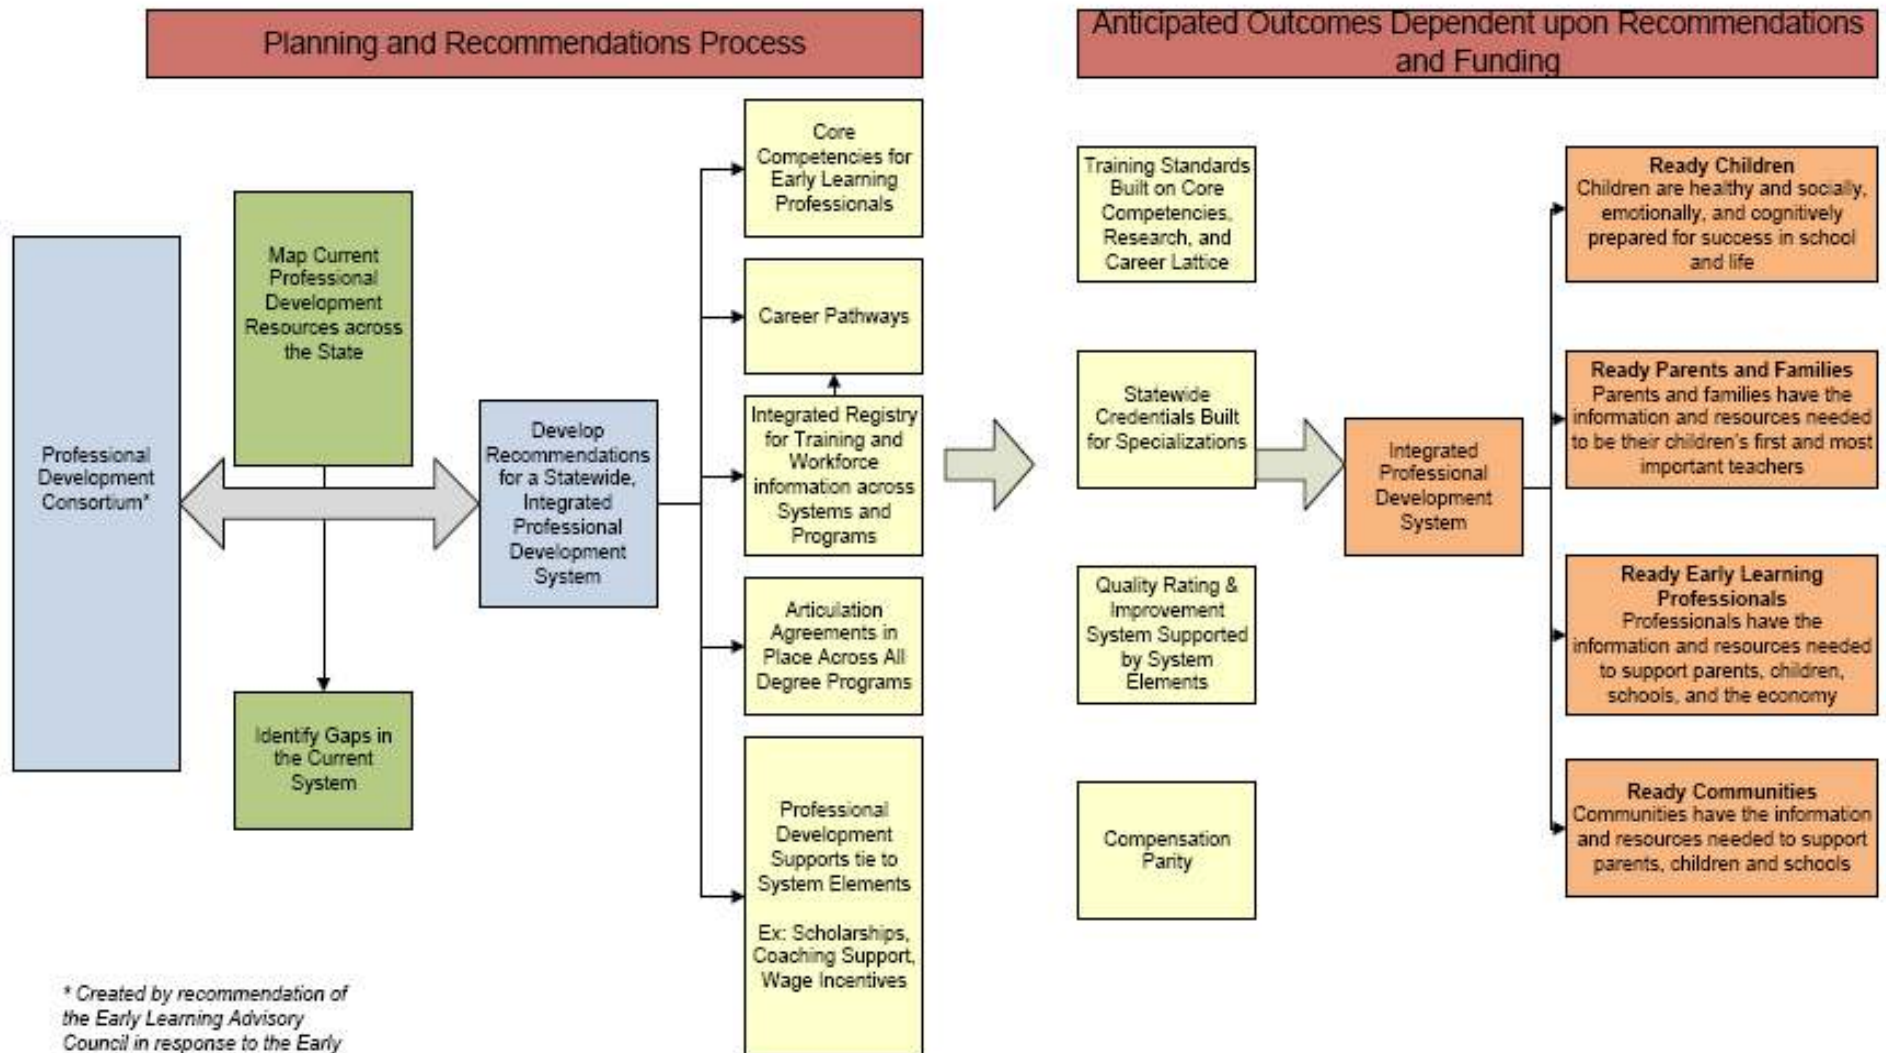 Planning and Recommendations Process
Anticipated Outcomes Dependent upon Recommendations
and Funding
Professional
Development
Consortium*
Map Current
Professional
Development
Resources across
the State
Identify Gaps in
the Current
System
Develop
Recommendations
for a Statewide,
Integrated
Professional
Development
System
Core
Competencies for
Early Learning
Professionals
Career Pathways
Integrated Registry
for Training and
Workforce
information across
Systems and
Programs
Articulation
Agreements in
Place Across All
Degree Programs
Professional
Development
Supports tie to
System Elements
Ex: Scholarships,
Coaching Support,
Wage Incentives
Training Standards
Built on Core
Competencies,
Research, and
Career Lattice
Statewide
Credentials Built
for Specializations
Quality Rating &
Improvement
System Supported
by System
Elements
Compensation
Parity
Integrated
Professional
Development
System
Ready Children
Children are healthy and socially,
emotionally, and cognitively
prepared for success in school
and life
Ready Parents and Families
Parents and families have the
information and resources needed
to be their children's first and most
important teachers
Ready Early Learning
Professionals
Professionals have the
information and resources needed
to support parents, children,
schools, and the economy
Ready Communities
Communities have the information
and resources needed to support
parents, children and schools
* Created by recommendation of
the Early Learning Advisory
Council in response to the Early